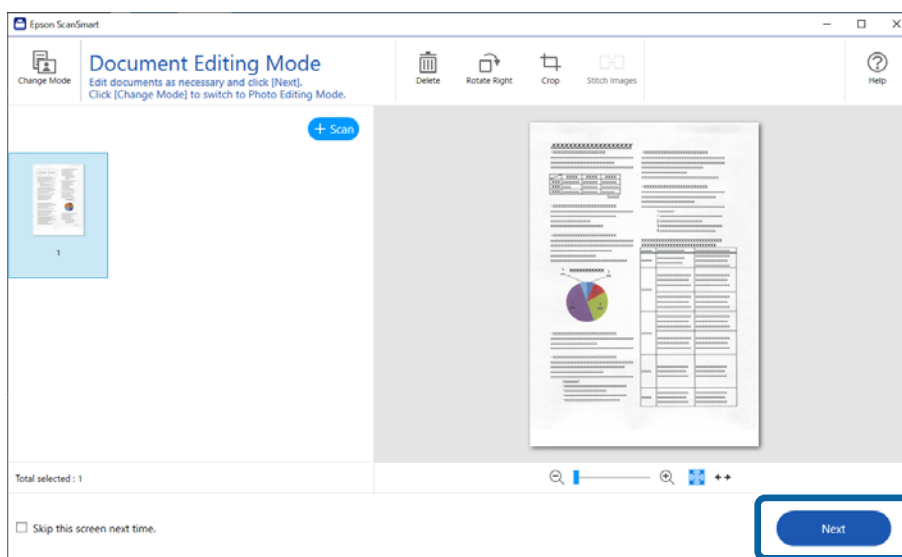 Epson ScanSmart
Change Mode
Document Editing Mode
Edit documents as necessary and click [Next].
Click [Change Mode] to switch to Photo Editing Mode.
Delete
Rotate Right
Crop
Stitch Images
Help
+ Scan
1
Total selected : 1
Skip this screen next time.
Next